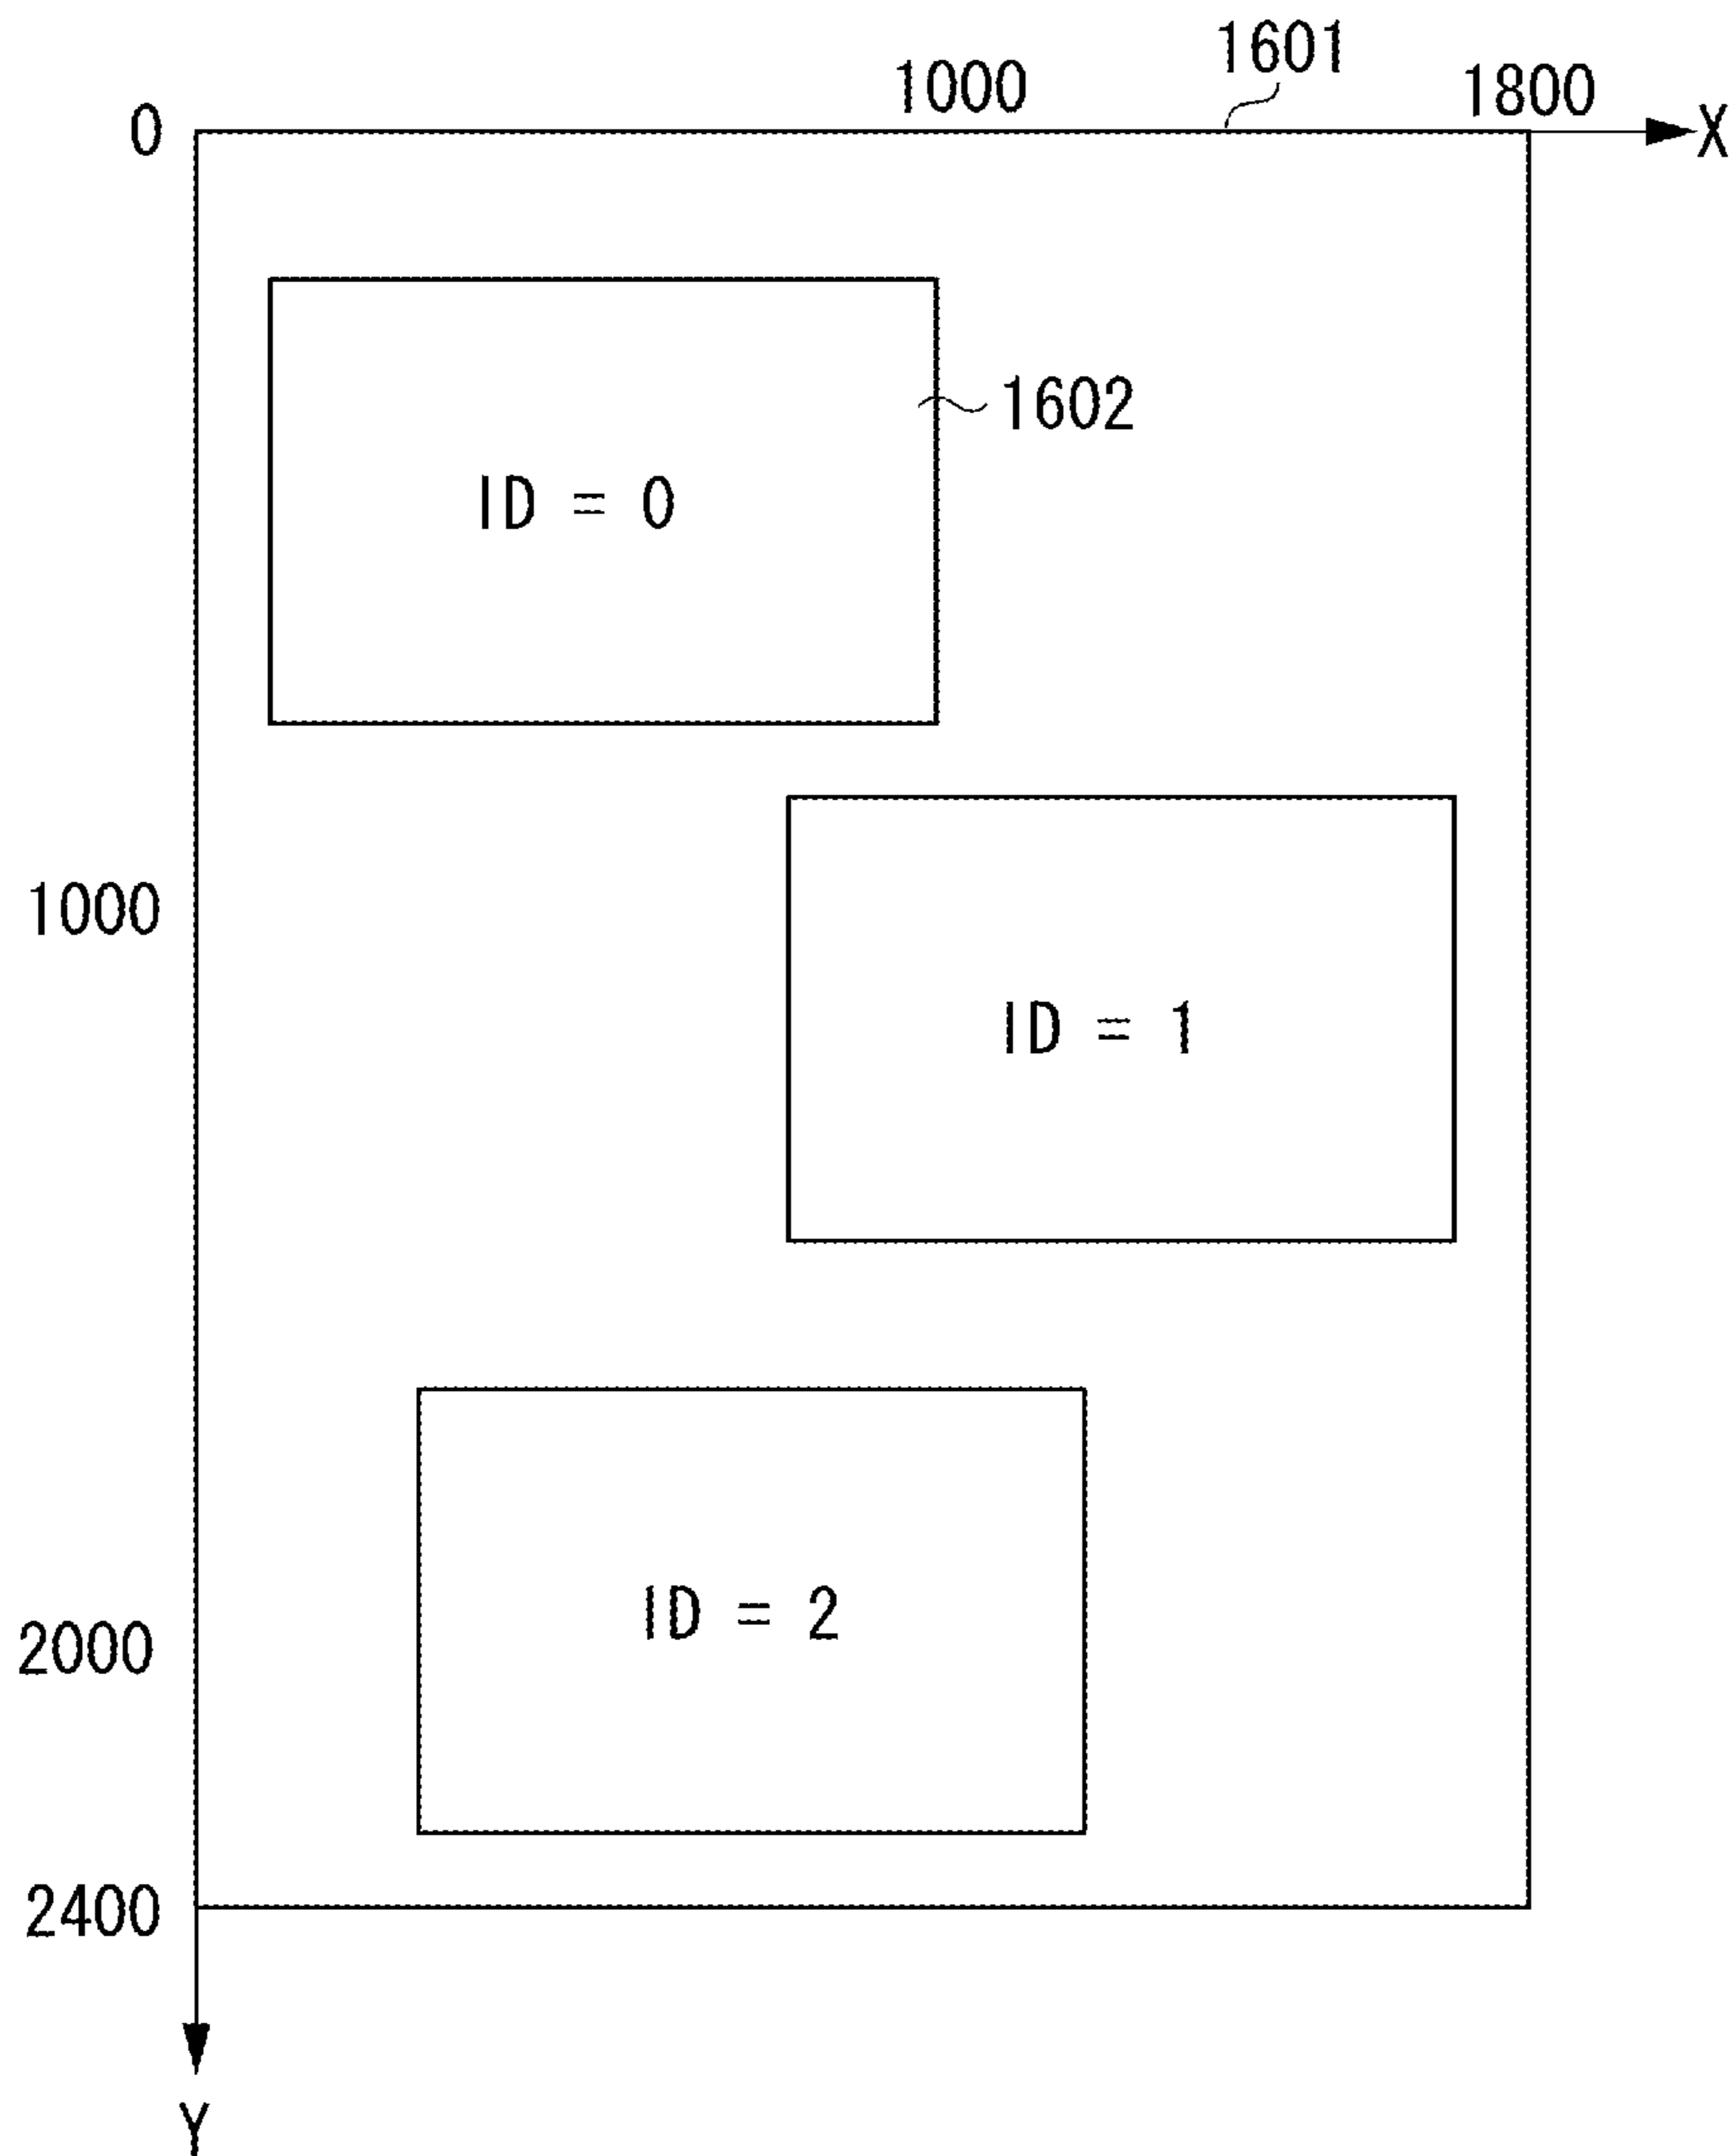 1601
1000
1800
0
X
1602
ID = 0
1000
ID = 1
ID = 2
2000
2400
Y